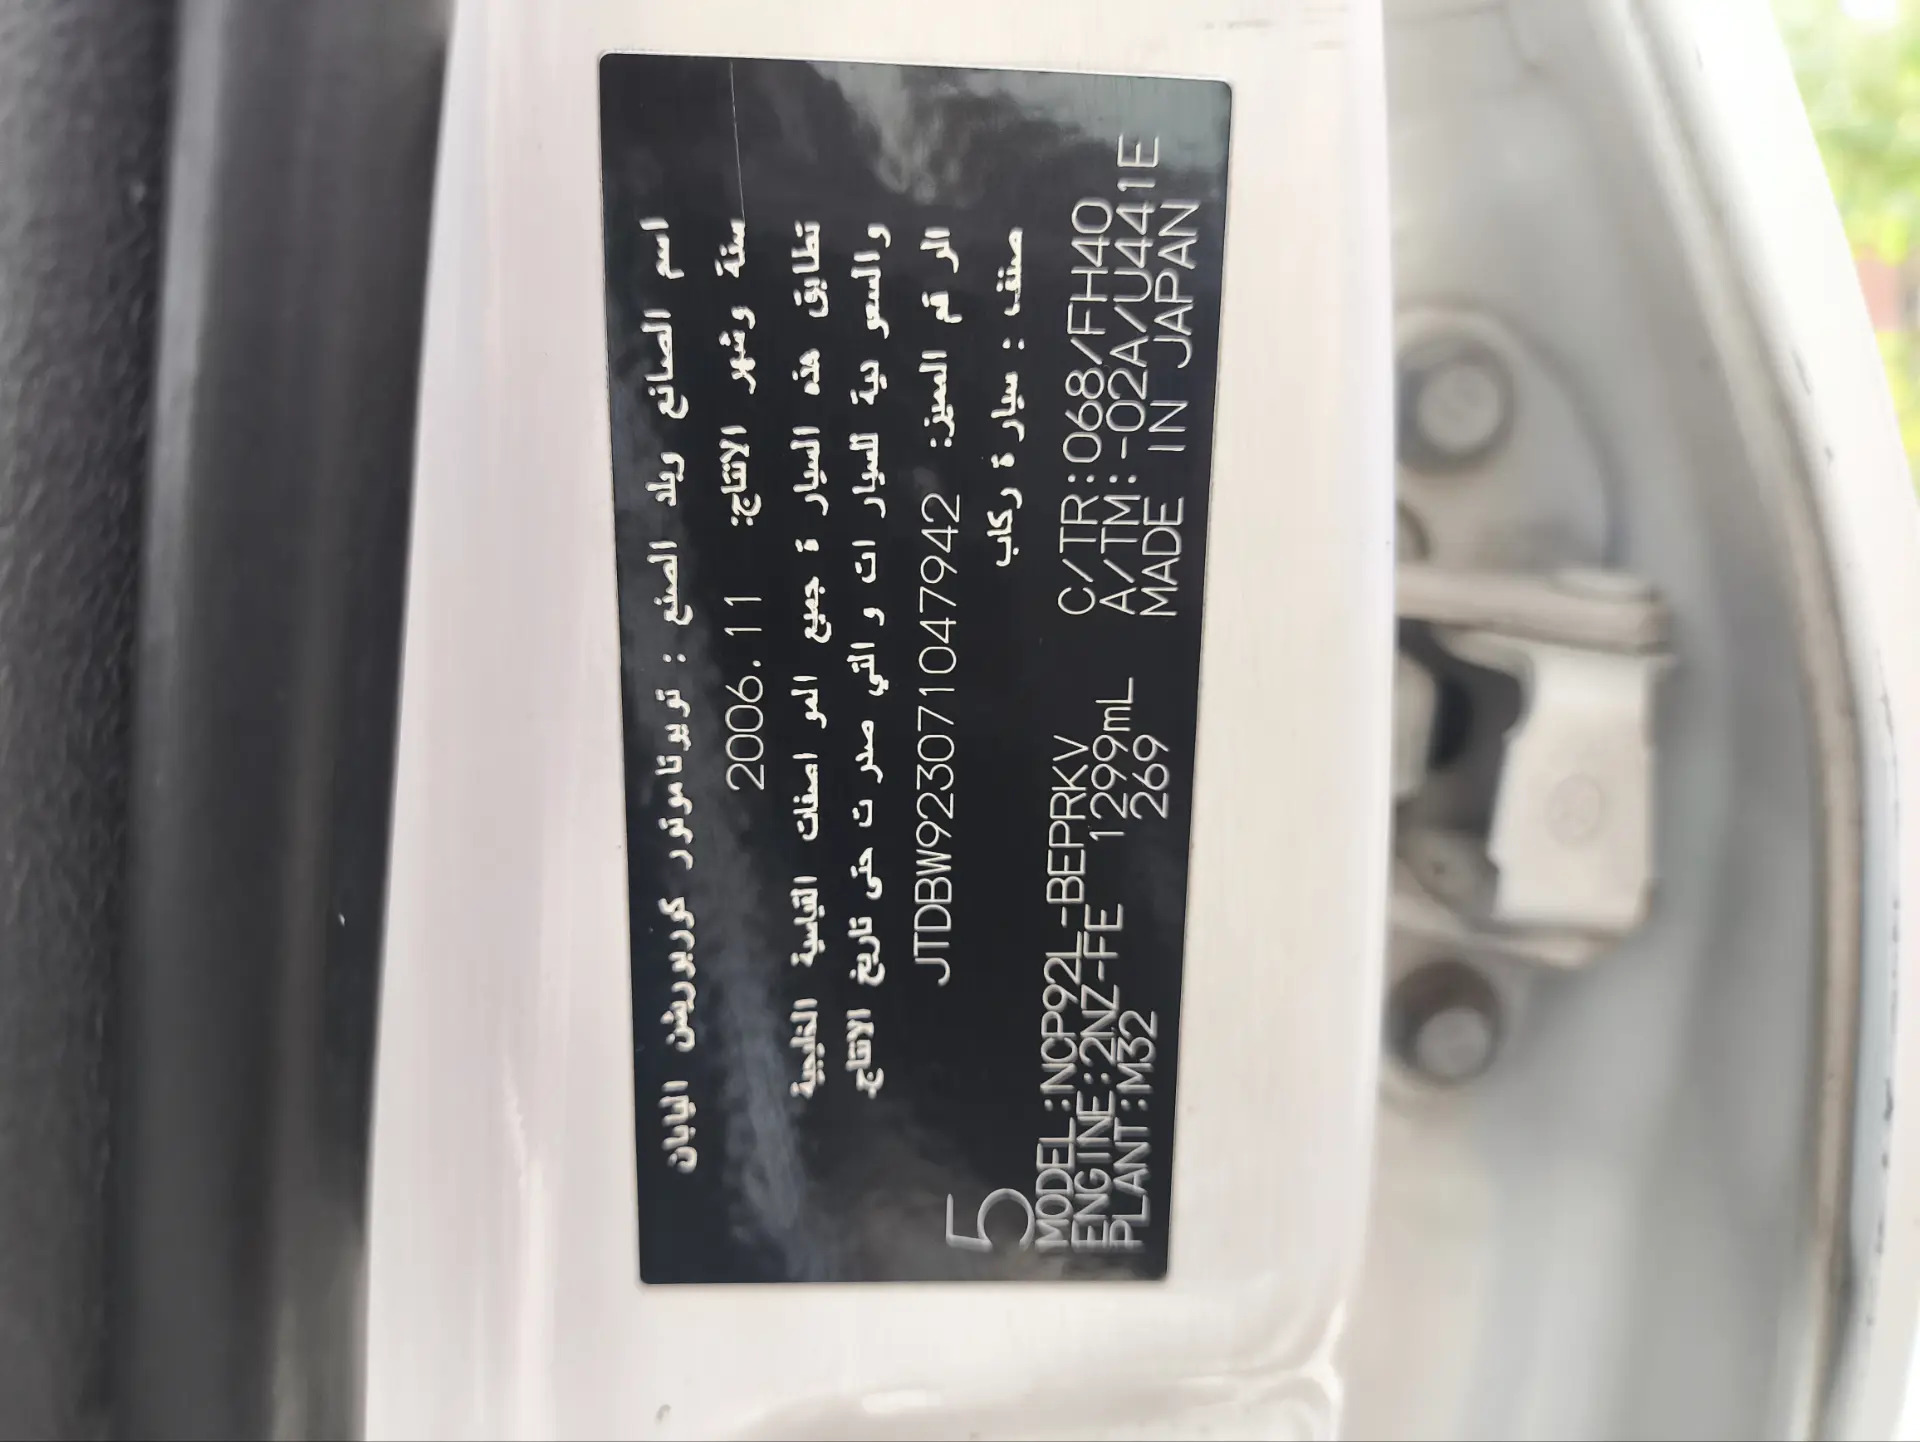 اسم الصانع وبلد الصنع : تويوتا موتور كوربوريشن اليابان
سنة وشهر الانتاج: 2006.11
تطابق هذه السيارة جميع المواصفات القياسية الخليجية
والسعودية للسيارات والتي صدرت حتى تاريخ الانتاج.
الرقم المميز: JTDBW923071047942
صنف : سيارة ركاب
5
MODEL:NCP92L-BEPRKV C/TR:068/FH40
ENGINE:2NZ-FE 1299mL A/TM:-02A/U441E
PLANT:M32 269 MADE IN JAPAN